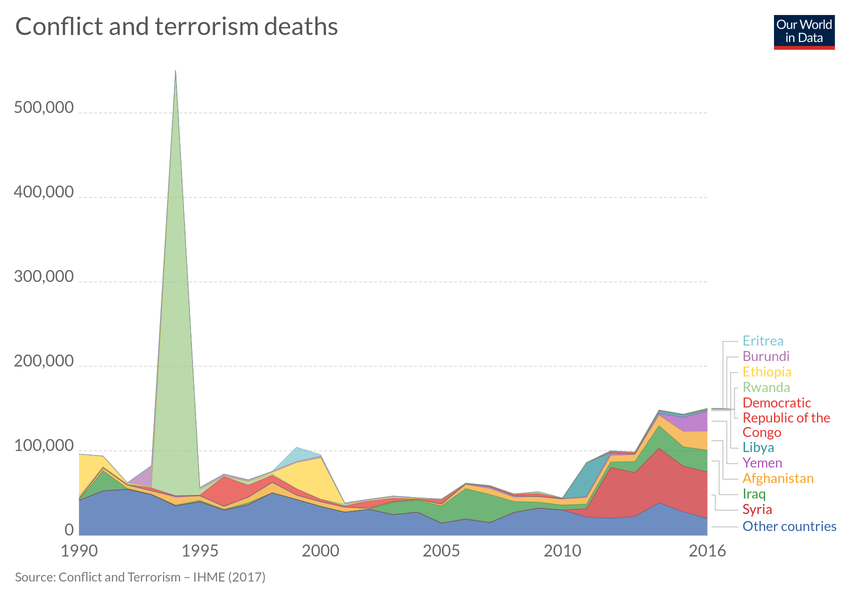 Conflict and terrorism deaths
Our World
in Data
500,000
400,000
300,000
200,000
100,000
0
1990
1995
2000
2005
2010
2016
Eritrea
Burundi
Ethiopia
Rwanda
Democratic
Republic of the
Congo
Libya
Yemen
Afghanistan
Iraq
Syria
Other countries
Source: Conflict and Terrorism – IHME (2017)